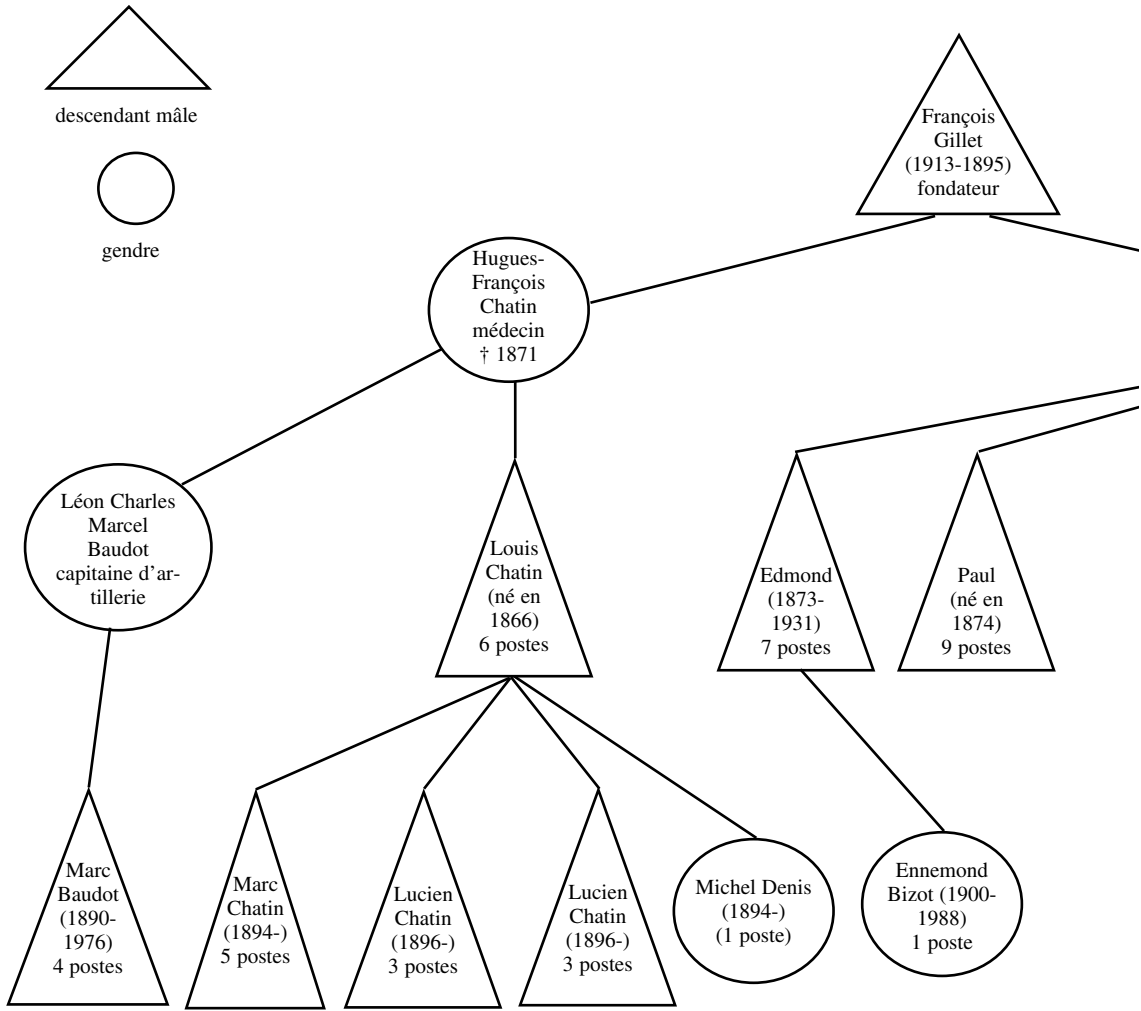 descendant mâle
gendre
François
Gillet
(1913-1895)
fondateur
Hugues-
François
Chatin
médecin
† 1871
Léon Charles
Marcel
Baudot
capitaine d'ar-
tillerie
Louis
Chatin
(né en
1866)
6 postes
Edmond
(1873-
1931)
7 postes
Paul
(né en
1874)
9 postes
Marc
Baudot
(1890-
1976)
4 postes
Marc
Chatin
(1894-)
5 postes
Lucien
Chatin
(1896-)
3 postes
Lucien
Chatin
(1896-)
3 postes
Michel Denis
(1894-)
(1 poste)
Ennemond
Bizot (1900-
1988)
1 poste